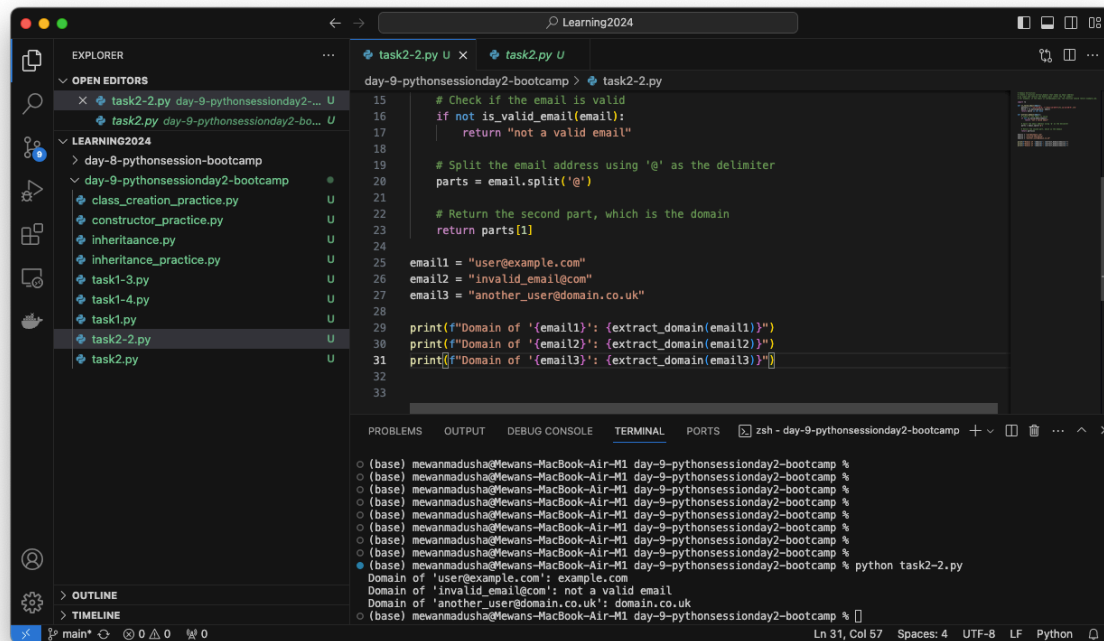 Learning2024
EXPLORER
OPEN EDITORS
task2-2.py day-9-pythonsessionday2-... U
task2.py day-9-pythonsessionday2-bo... U
LEARNING2024
day-8-pythonsession-bootcamp
day-9-pythonsessionday2-bootcamp
class_creation_practice.py U
constructor_practice.py U
inheritaance.py U
inheritance_practice.py U
task1-3.py U
task1-4.py U
task1.py U
task2-2.py U
task2.py U
OUTLINE
TIMELINE
9
task2-2.py U
task2.py U
day-9-pythonsessionday2-bootcamp > task2-2.py
15 # Check if the email is valid
16 if not is_valid_email(email):
17 return "not a valid email"
18
19 # Split the email address using '@' as the delimiter
20 parts = email.split('@')
21
22 # Return the second part, which is the domain
23 return parts[1]
24
25 email1 = "user@example.com"
26 email2 = "invalid_email@com"
27 email3 = "another_user@domain.co.uk"
28
29 print(f"Domain of '{email1}': {extract_domain(email1)}")
30 print(f"Domain of '{email2}': {extract_domain(email2)}")
31 print(f"Domain of '{email3}': {extract_domain(email3)}")
32
33
PROBLEMS OUTPUT DEBUG CONSOLE TERMINAL PORTS zsh - day-9-pythonsessionday2-bootcamp
(base) mewanmadusha@Mewans-MacBook-Air-M1 day-9-pythonsessionday2-bootcamp %
(base) mewanmadusha@Mewans-MacBook-Air-M1 day-9-pythonsessionday2-bootcamp %
(base) mewanmadusha@Mewans-MacBook-Air-M1 day-9-pythonsessionday2-bootcamp %
(base) mewanmadusha@Mewans-MacBook-Air-M1 day-9-pythonsessionday2-bootcamp %
(base) mewanmadusha@Mewans-MacBook-Air-M1 day-9-pythonsessionday2-bootcamp %
(base) mewanmadusha@Mewans-MacBook-Air-M1 day-9-pythonsessionday2-bootcamp %
(base) mewanmadusha@Mewans-MacBook-Air-M1 day-9-pythonsessionday2-bootcamp %
(base) mewanmadusha@Mewans-MacBook-Air-M1 day-9-pythonsessionday2-bootcamp %
(base) mewanmadusha@Mewans-MacBook-Air-M1 day-9-pythonsessionday2-bootcamp % python task2-2.py
Domain of 'user@example.com': example.com
Domain of 'invalid_email@com': not a valid email
Domain of 'another_user@domain.co.uk': domain.co.uk
(base) mewanmadusha@Mewans-MacBook-Air-M1 day-9-pythonsessionday2-bootcamp %
main* 0 0 0 Ln 31, Col 57 Spaces: 4 UTF-8 LF Python